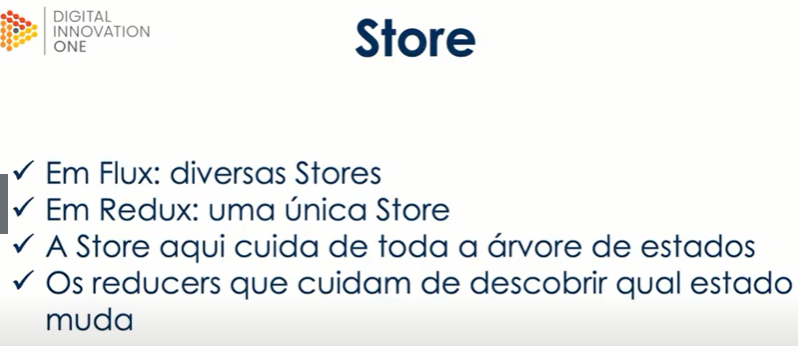 DIGITAL
INNOVATION
ONE
Store
✓ Em Flux: diversas Stores
✓ Em Redux: uma única Store
✓ A Store aqui cuida de toda a árvore de estados
✓ Os reducers que cuidam de descobrir qual estado
muda